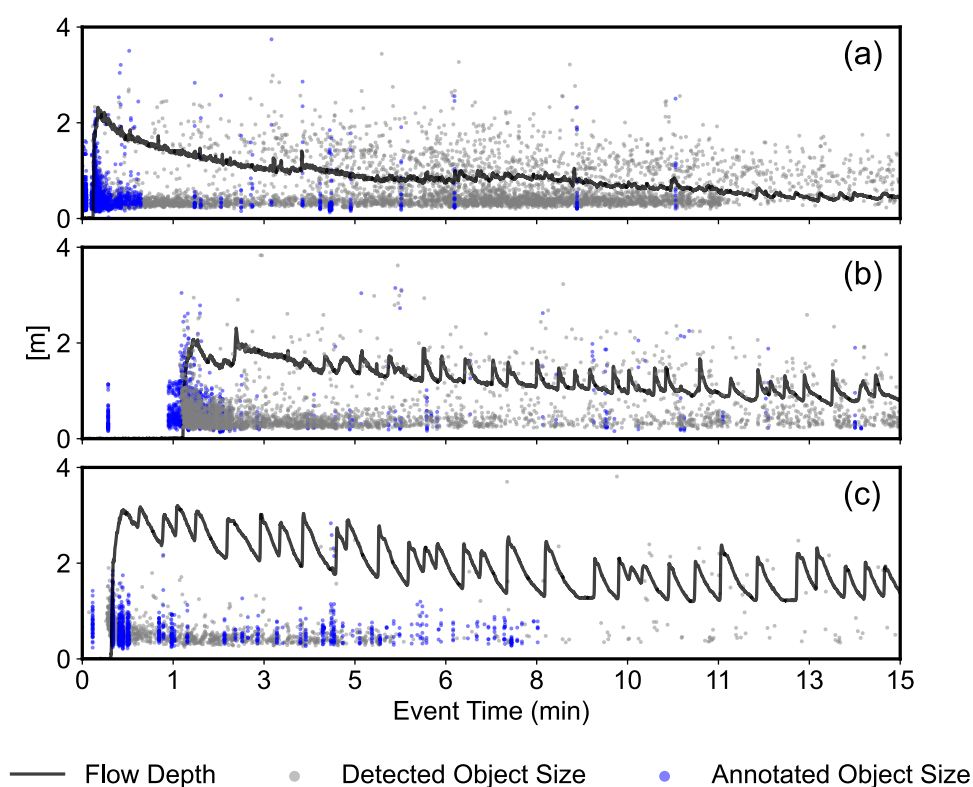 4
(a)
2
0
4
(b)
[m]
2
0
4
(c)
2
0
0 1 3 5 6 8 10 11 13 15
Event Time (min)
Flow Depth Detected Object Size Annotated Object Size